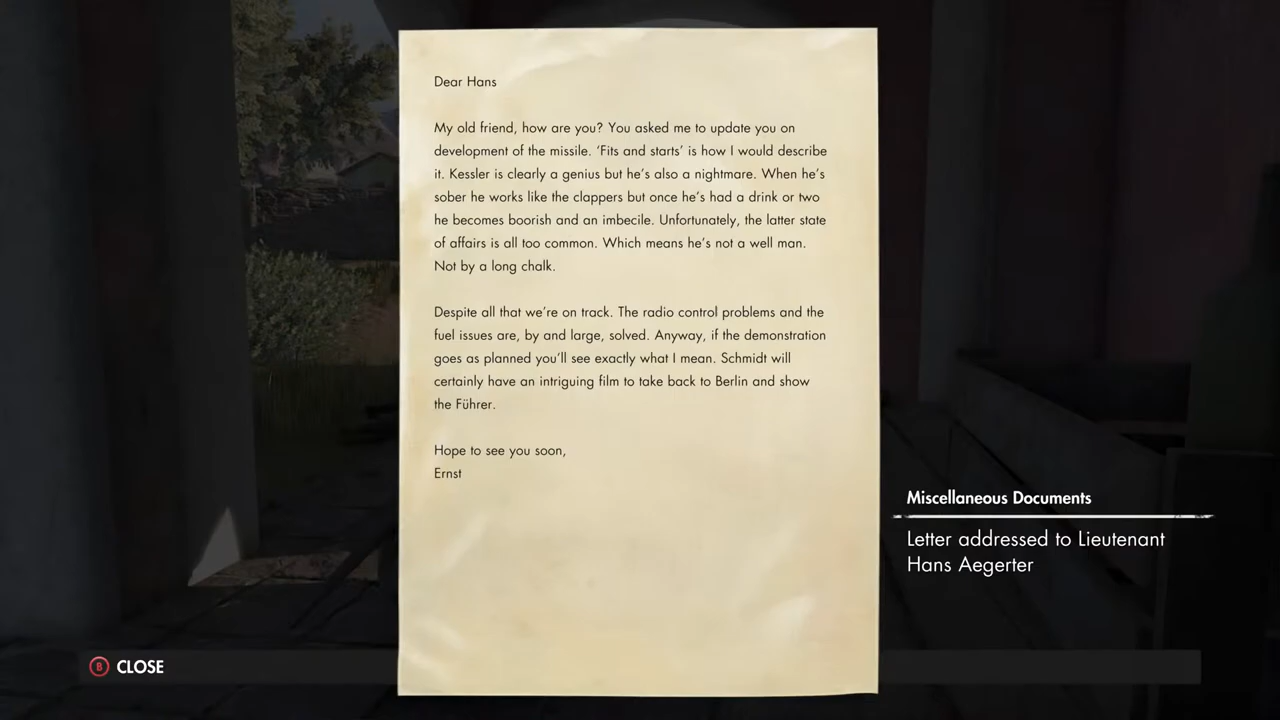 Dear Hans
My old friend, how are you? You asked me to update you on
development of the missile. ‘Fits and starts’ is how I would describe
it. Kessler is clearly a genius but he’s also a nightmare. When he’s
sober he works like the clappers but once he’s had a drink or two
he becomes boorish and an imbecile. Unfortunately, the latter state
of affairs is all too common. Which means he’s not a well man.
Not by a long chalk.
Despite all that we’re on track. The radio control problems and the
fuel issues are, by and large, solved. Anyway, if the demonstration
goes as planned you’ll see exactly what I mean. Schmidt will
certainly have an intriguing film to take back to Berlin and show
the Führer.
Hope to see you soon,
Ernst
Miscellaneous Documents
Letter addressed to Lieutenant
Hans Aegerter
B CLOSE